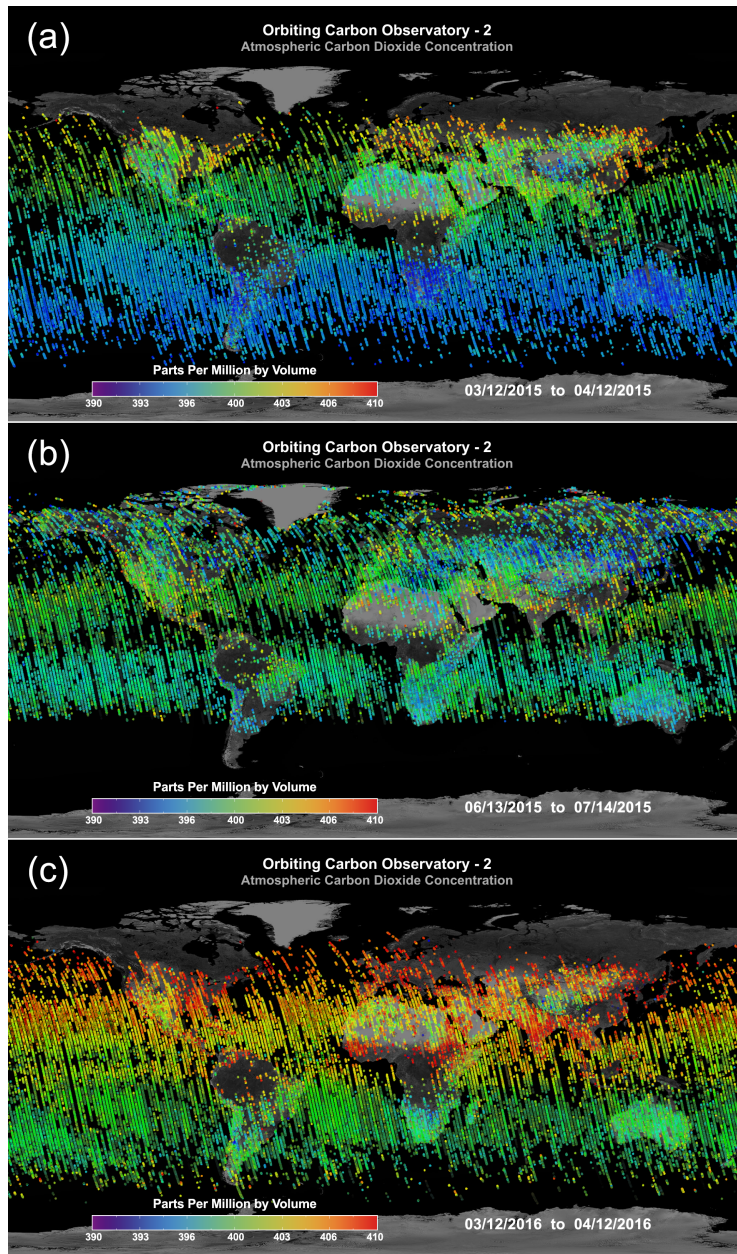 (a)
Orbiting Carbon Observatory - 2
Atmospheric Carbon Dioxide Concentration
Parts Per Million by Volume
390 393 396 400 403 406 410
03/12/2015 to 04/12/2015
(b)
Orbiting Carbon Observatory - 2
Atmospheric Carbon Dioxide Concentration
Parts Per Million by Volume
390 393 396 400 403 406 410
06/13/2015 to 07/14/2015
(c)
Orbiting Carbon Observatory - 2
Atmospheric Carbon Dioxide Concentration
Parts Per Million by Volume
390 393 396 400 403 406 410
03/12/2016 to 04/12/2016